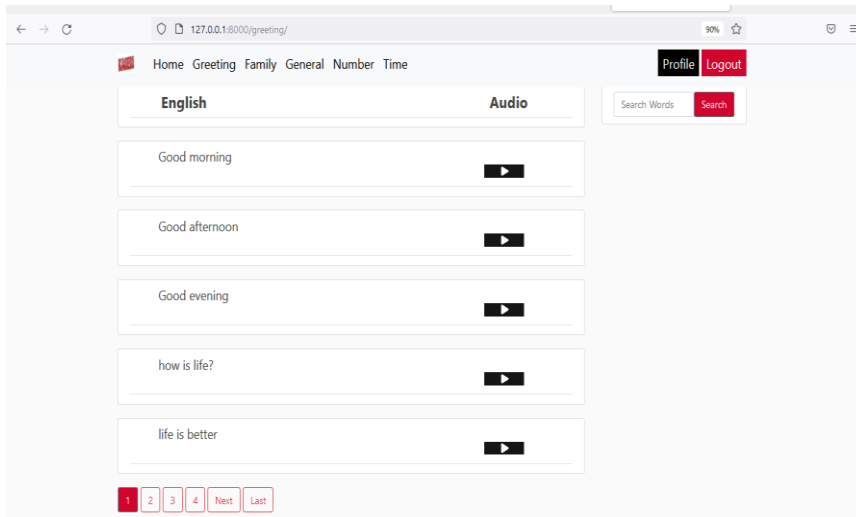 127.0.0.1:8000/greeting/
90%
Home Greeting Family General Number Time
Profile Logout
English Audio
Search Words Search
Good morning
Good afternoon
Good evening
how is life?
life is better
1 2 3 4 Next Last